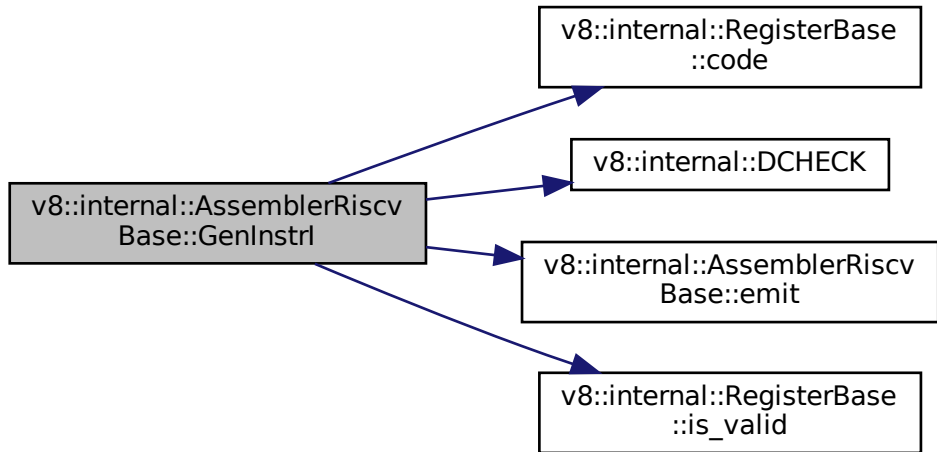 v8::internal::RegisterBase
::code
v8::internal::DCHECK
v8::internal::AssemblerRiscv
Base::GenInstrI
v8::internal::AssemblerRiscv
Base::emit
v8::internal::RegisterBase
::is_valid